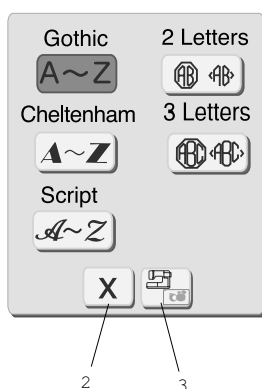 Gothic 2 Letters
A~Z AB <AB>
Cheltenham 3 Letters
A~Z ABC <ABC>
Script
A~Z
X
2 3